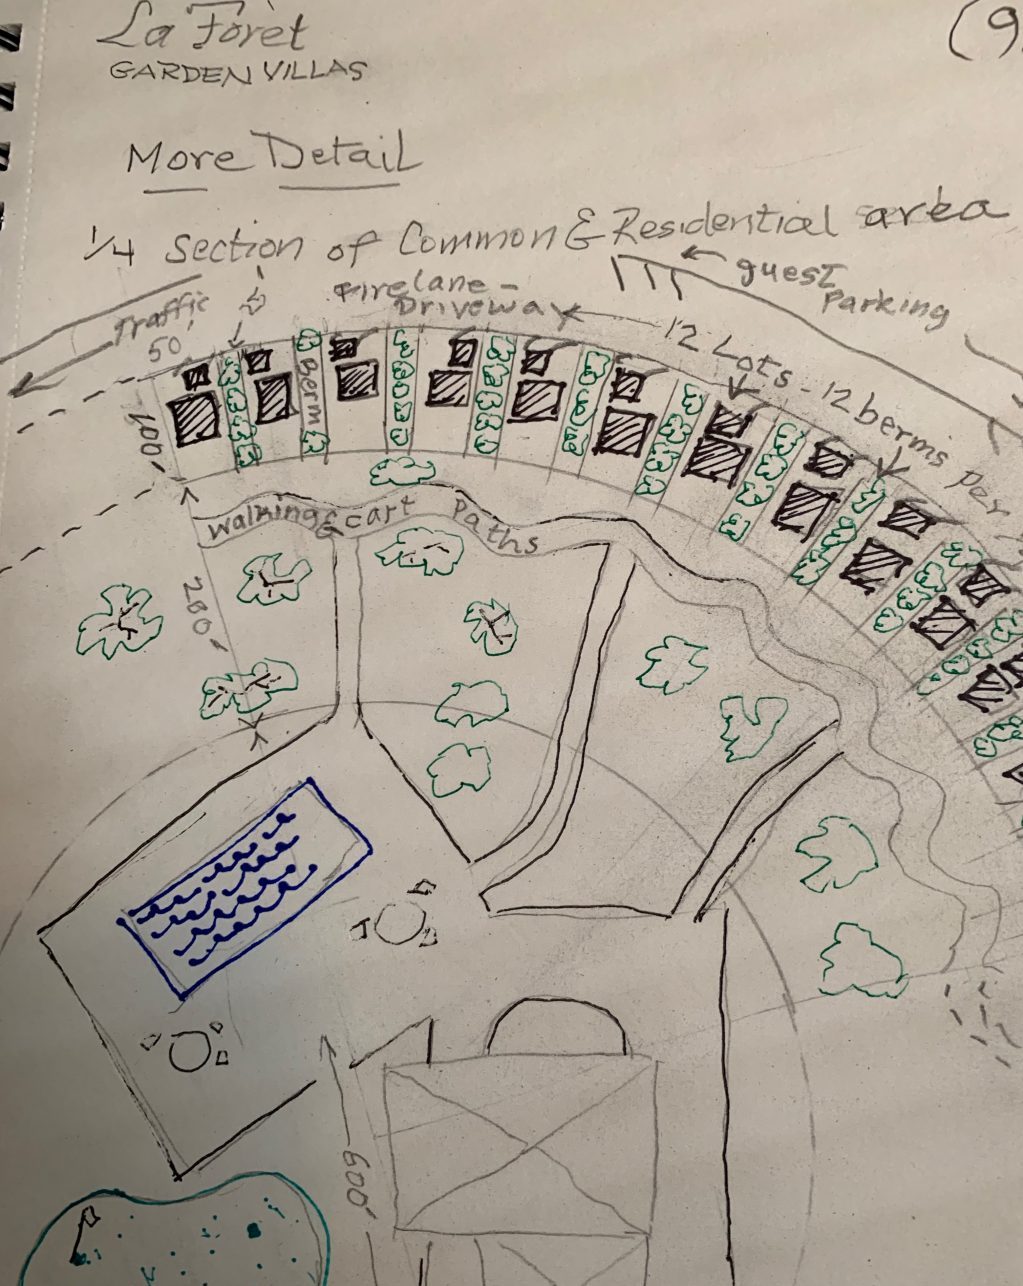 La Forêt
GARDEN VILLAS
(9
More Detail
1/4 Section of Common & Residential area
guest
Parking
Firelane -
Driveway
Traffic
50'
12 Lots - 12 berms per
Berm
100'
Walking & cart Paths
200'
600'